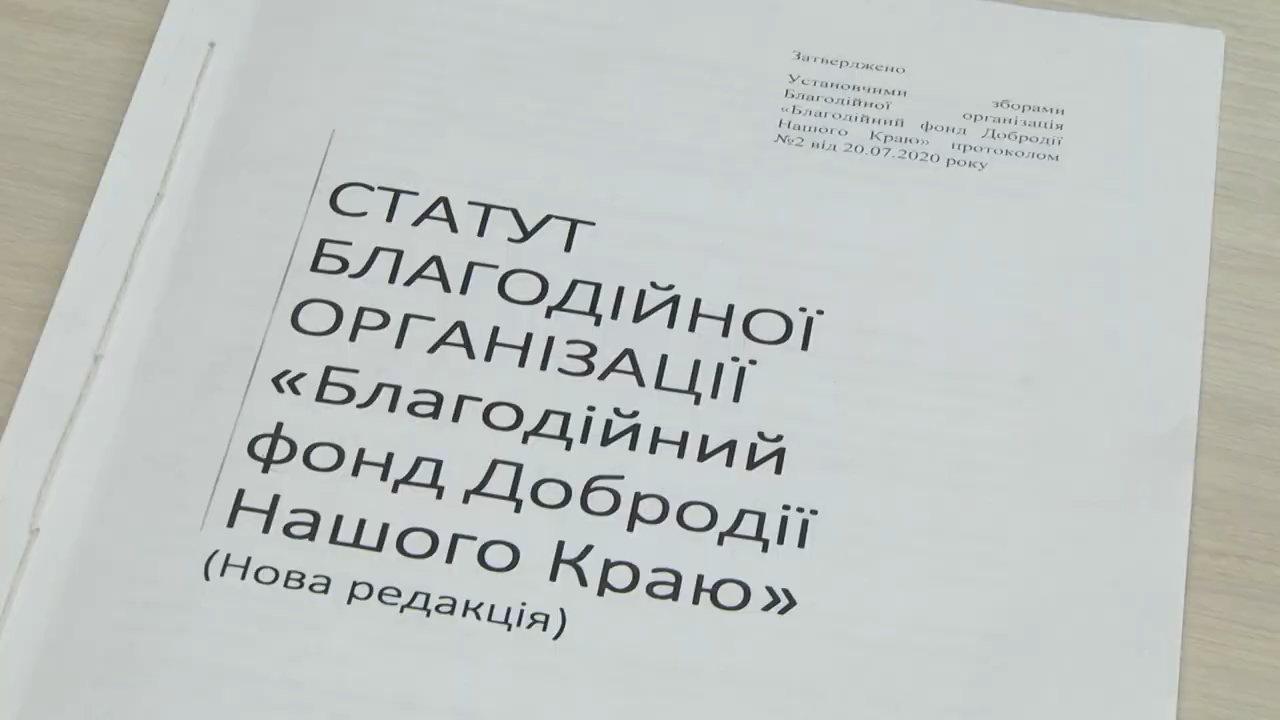 Затверджено
Установчими зборами
Благодійної організація
«Благодійний фонд Добродії
Нашого Краю» протоколом
№2 від 20.07.2020 року
СТАТУТ
БЛАГОДІЙНОЇ
ОРГАНІЗАЦІЇ
«Благодійний
фонд Добродії
Нашого Краю»
(Нова редакція)